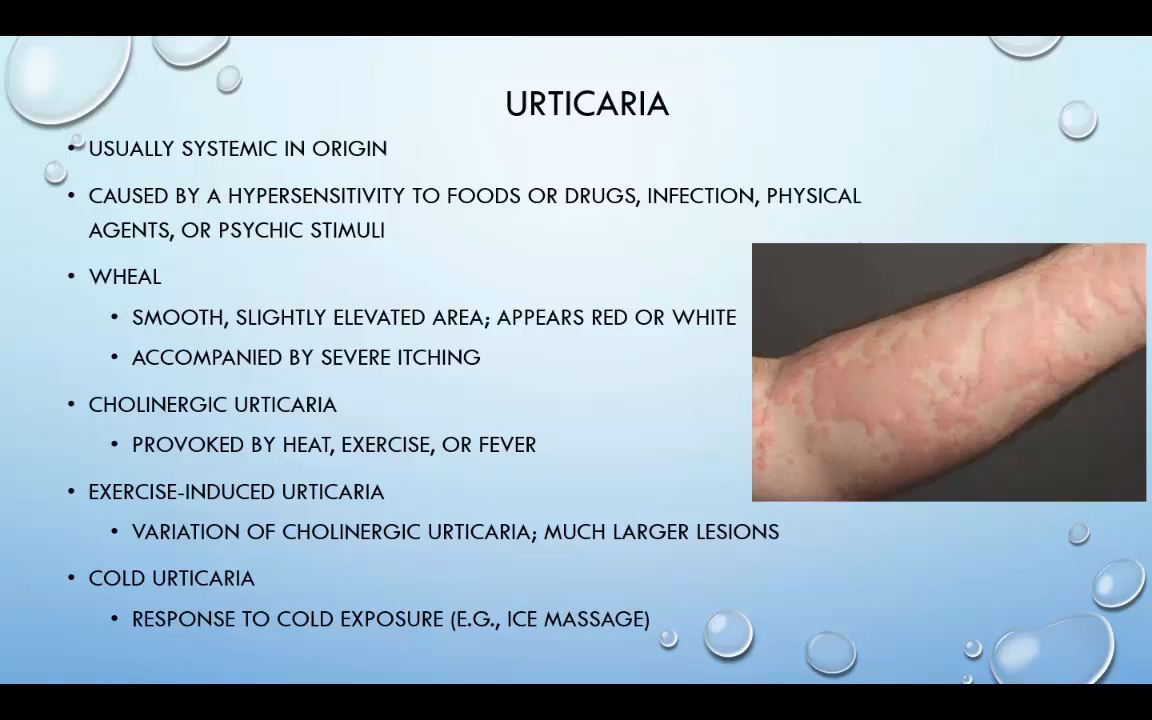 URTICARIA
• USUALLY SYSTEMIC IN ORIGIN
• CAUSED BY A HYPERSENSITIVITY TO FOODS OR DRUGS, INFECTION, PHYSICAL
AGENTS, OR PSYCHIC STIMULI
• WHEAL
• SMOOTH, SLIGHTLY ELEVATED AREA; APPEARS RED OR WHITE
• ACCOMPANIED BY SEVERE ITCHING
• CHOLINERGIC URTICARIA
• PROVOKED BY HEAT, EXERCISE, OR FEVER
• EXERCISE-INDUCED URTICARIA
• VARIATION OF CHOLINERGIC URTICARIA; MUCH LARGER LESIONS
• COLD URTICARIA
• RESPONSE TO COLD EXPOSURE (E.G., ICE MASSAGE)